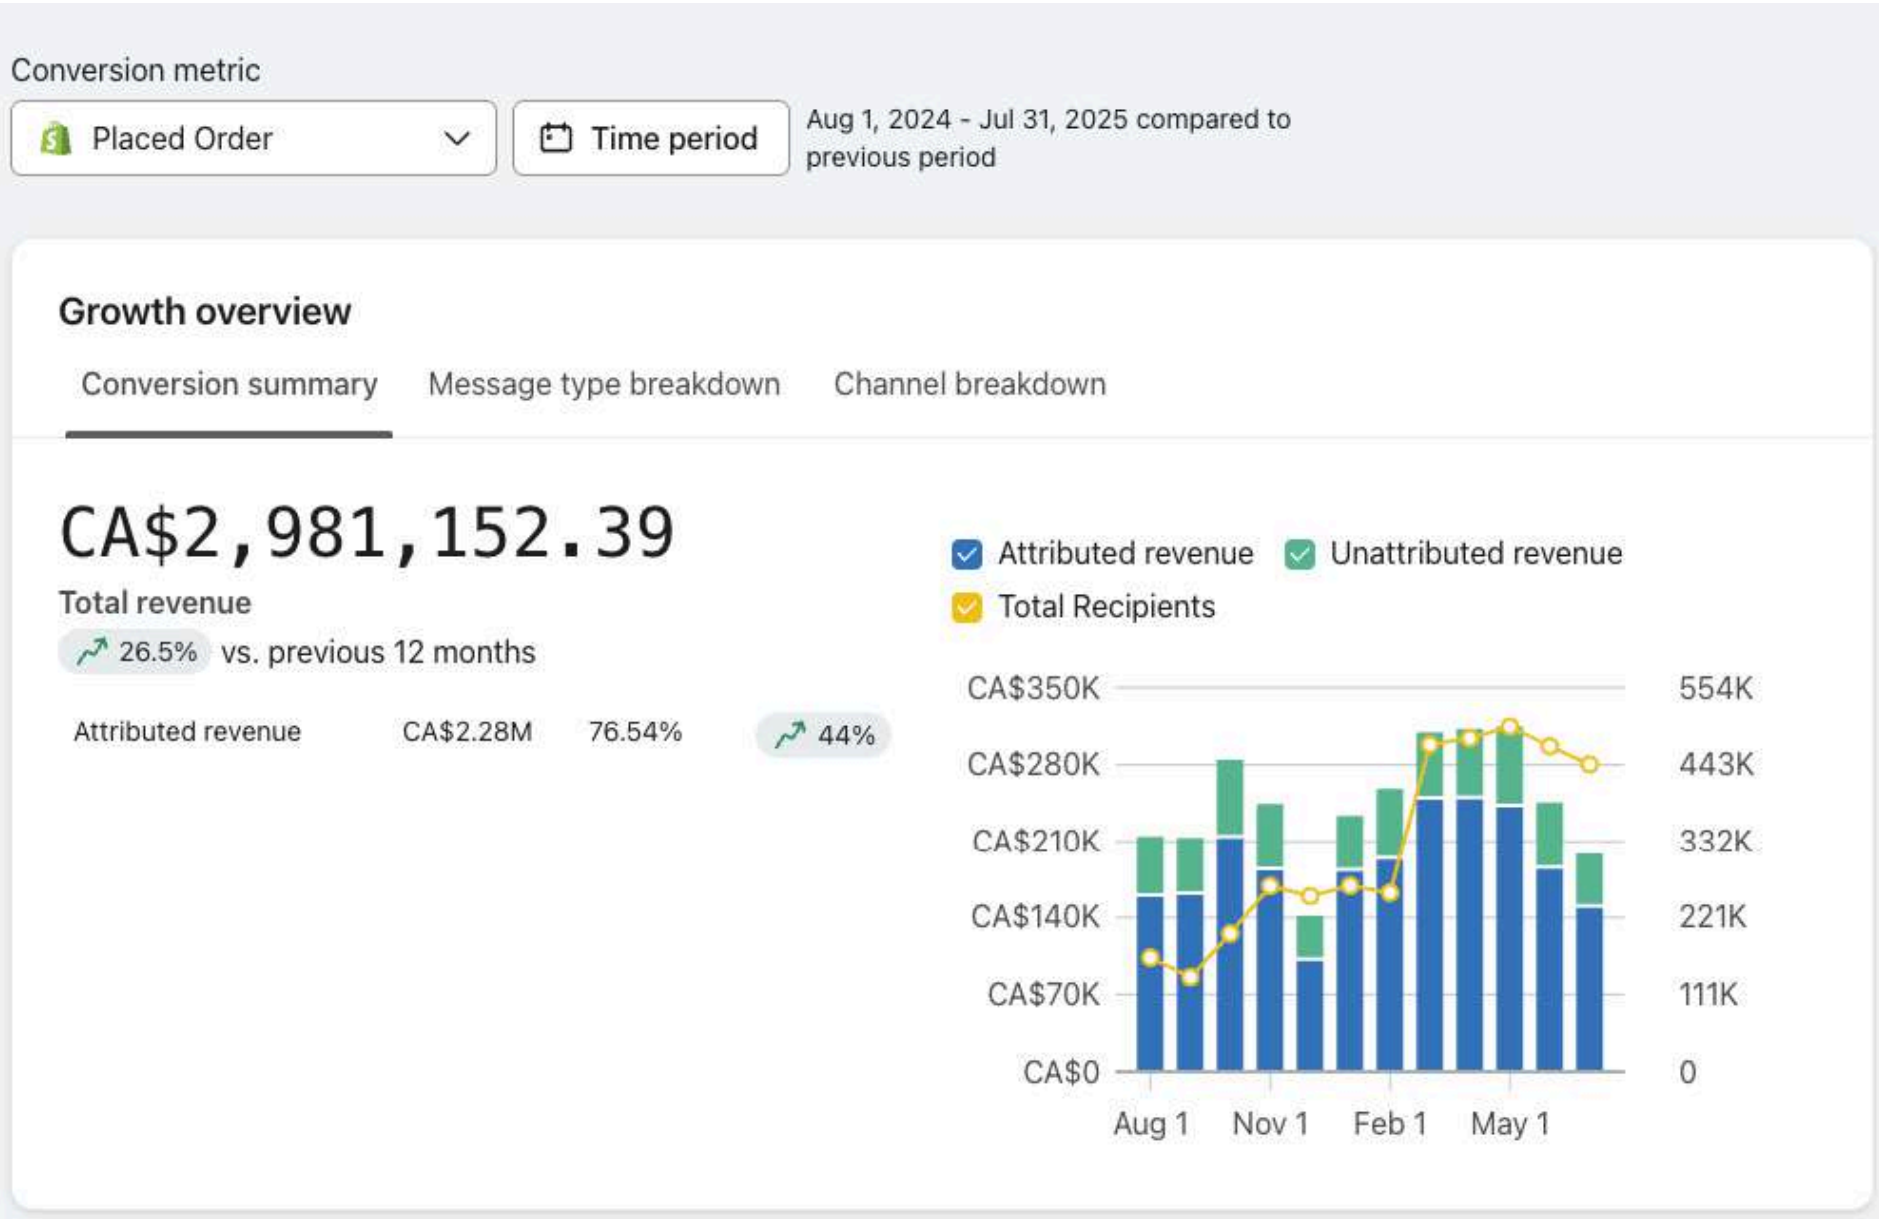 Conversion metric
Placed Order
Time period
Aug 1, 2024 - Jul 31, 2025 compared to
previous period
Growth overview
Conversion summary
Message type breakdown
Channel breakdown
CA$2,981,152.39
Total revenue
26.5% vs. previous 12 months
Attributed revenue CA$2.28M 76.54% 44%
Attributed revenue
Unattributed revenue
Total Recipients
CA$350K
554K
CA$280K
443K
CA$210K
332K
CA$140K
221K
CA$70K
111K
CA$0
0
Aug 1
Nov 1
Feb 1
May 1